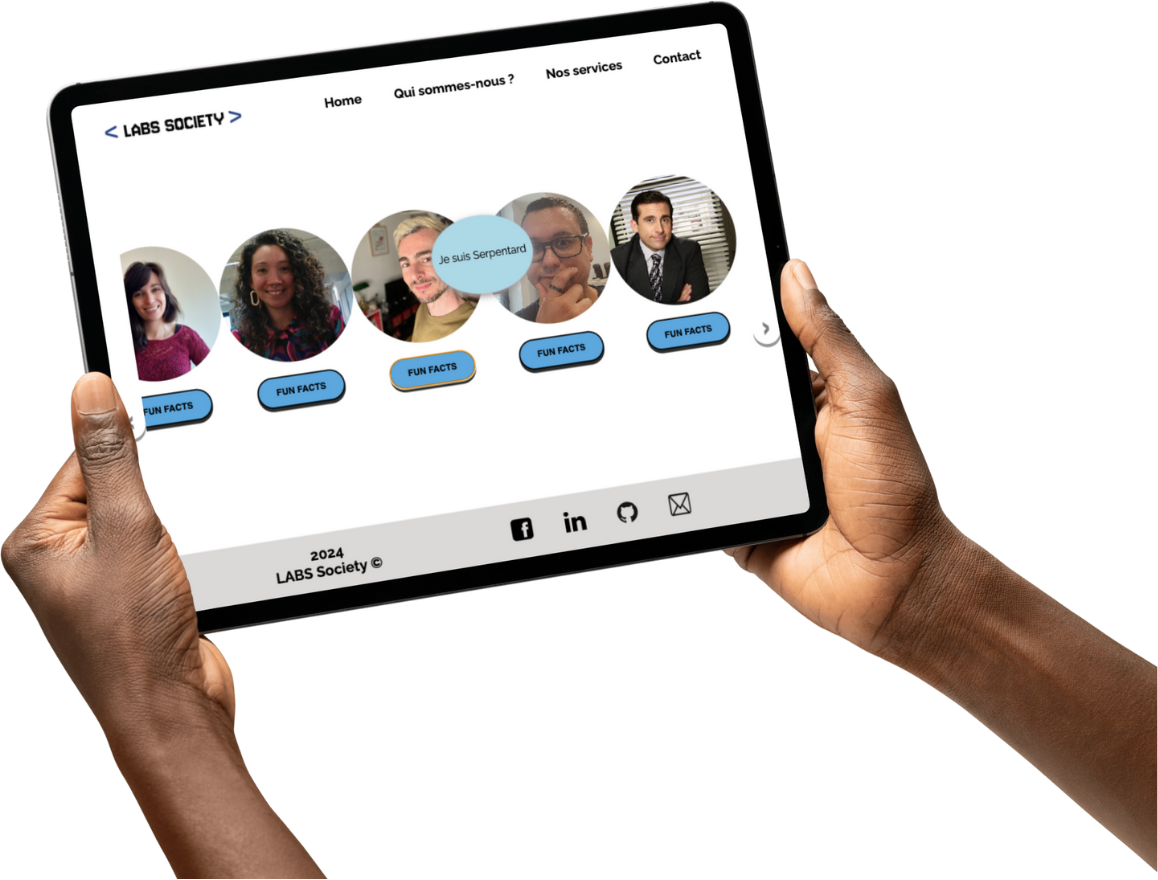 < LABS SOCIETY >
Home
Qui sommes-nous ?
Nos services
Contact
Je suis Serpentard
FUN FACTS
FUN FACTS
FUN FACTS
FUN FACTS
FUN FACTS
2024
LABS Society ©